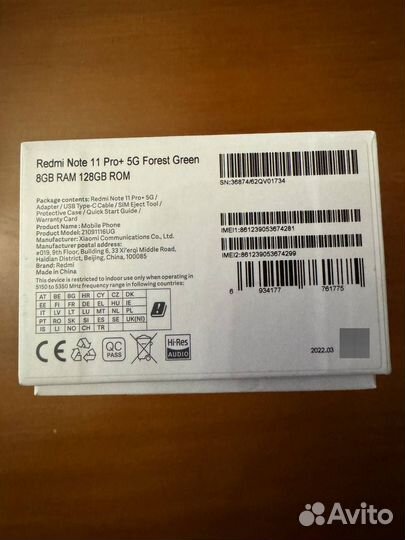 Redmi Note 11 Pro+ 5G Forest Green
8GB RAM 128GB ROM
Package contents: Redmi Note 11 Pro+ 5G /
Adapter / USB Type-C Cable / SIM Eject Tool /
Protective Case / Quick Start Guide /
Warranty Card
Product Name: Mobile Phone
Product Model: 21091116UG
Manufacturer: Xiaomi Communications Co., Ltd.
#019, 9th Floor, Building 6, 33 Xi'erqi Middle Road,
Haidian District, Beijing, China, 100085
Brand: Redmi
Made in China
This device is restricted to indoor use only when operating in
5150 to 5350 MHz frequency range in following countries:
AT BE BG HR CY CZ DK
EE FI FR DE HU IE
IT LV LT LU MT NL PL
PT RO SK SI ES SE UK(NI)
IS LI NO CH TR
CE
QC
PASS
Hi-Res
AUDIO
SN:36874/62QV01734
IMEI1:861239053674281
IMEI2:861239053674299
6 934177 761775
2022.03
Avito